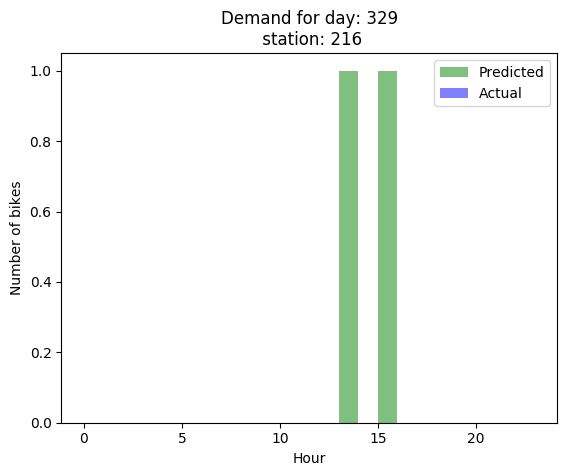 Demand for day: 329
station: 216
Predicted
Actual
Number of bikes
1.0
0.8
0.6
0.4
0.2
0.0
0 5 10 15 20
Hour